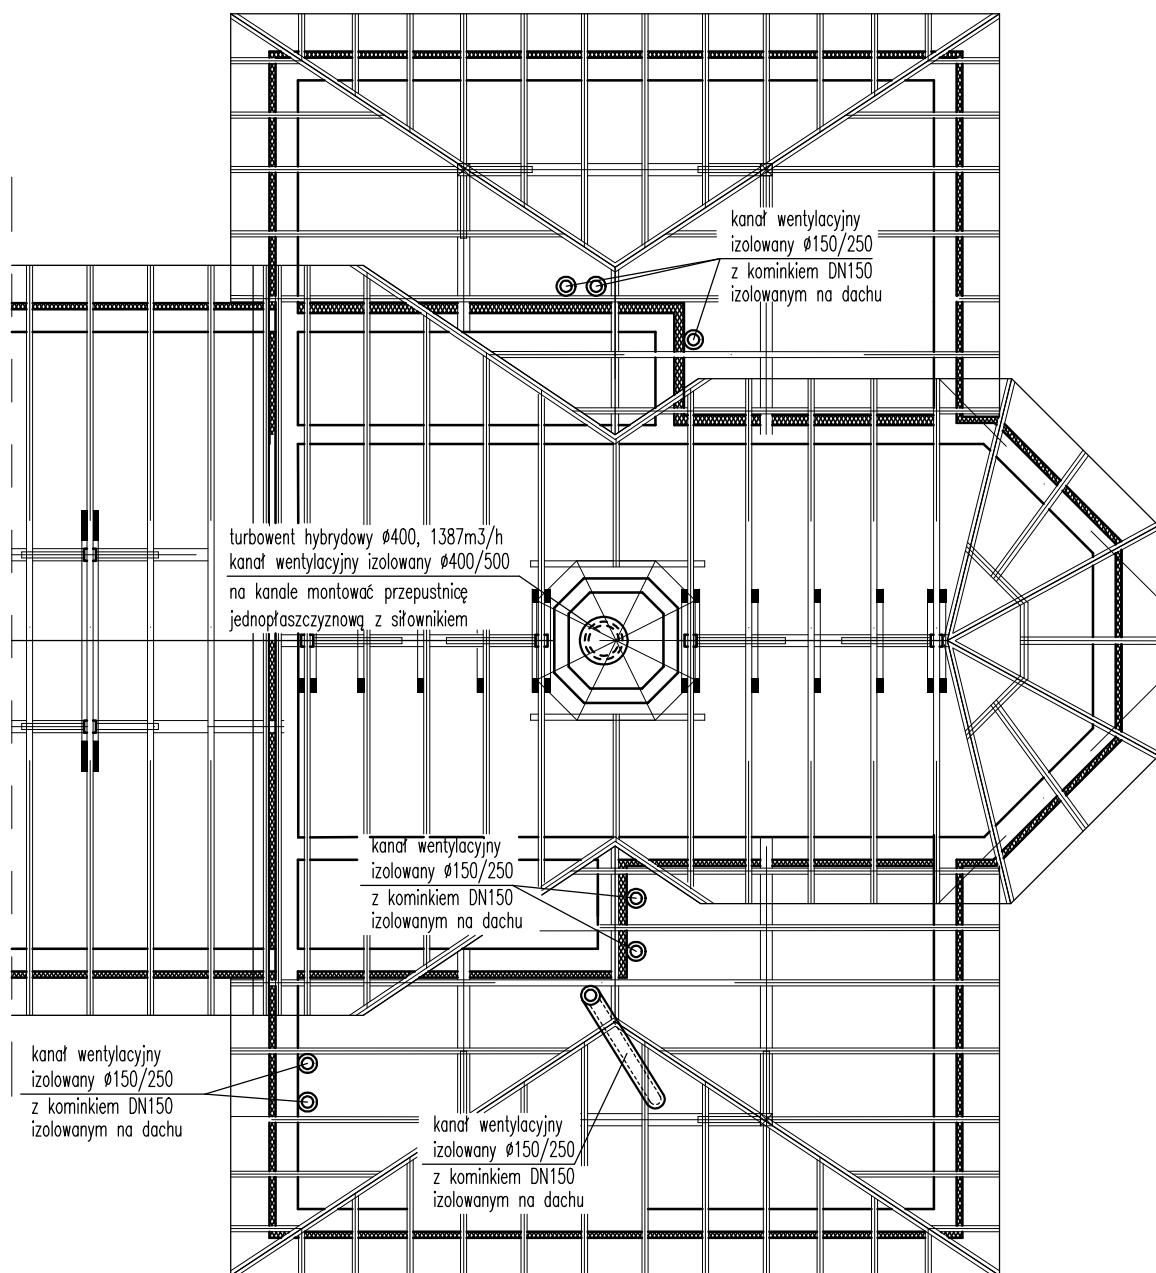 kanał wentylacyjny
izolowany ø150/250
z kominkiem DN150
izolowanym na dachu
turbowent hybrydowy ø400, 1387m3/h
kanał wentylacyjny izolowany ø400/500
na kanale montować przepustnicę
jednopłaszczyznową z siłownikiem
kanał wentylacyjny
izolowany ø150/250
z kominkiem DN150
izolowanym na dachu
kanał wentylacyjny
izolowany ø150/250
z kominkiem DN150
izolowanym na dachu
kanał wentylacyjny
izolowany ø150/250
z kominkiem DN150
izolowanym na dachu